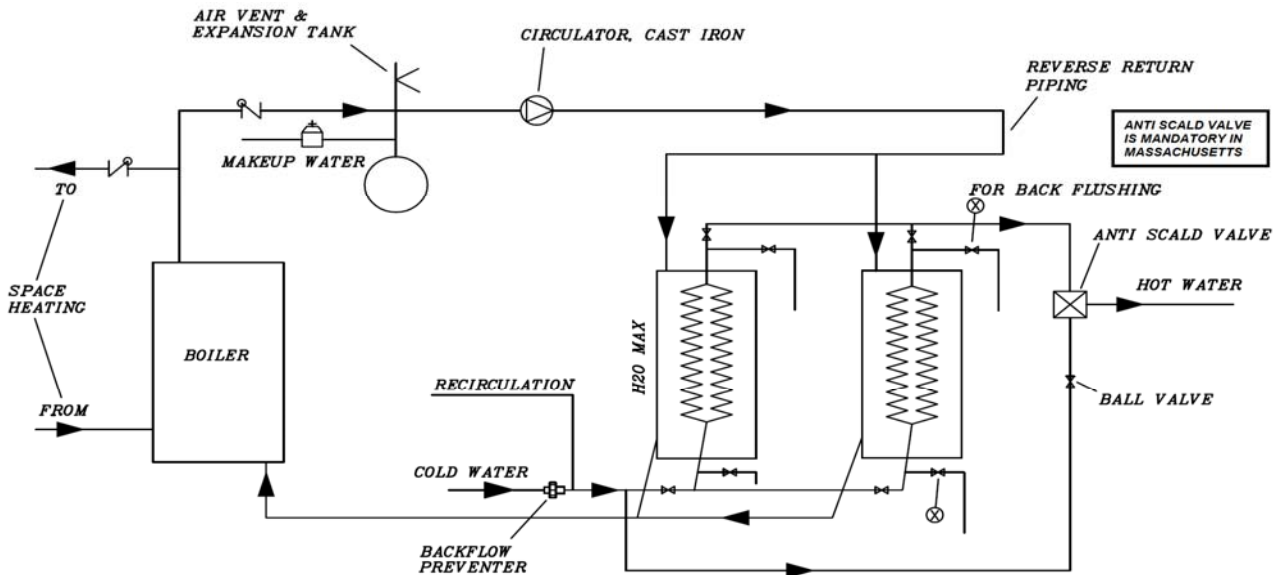 AIR VENT &
EXPANSION TANK
CIRCULATOR, CAST IRON
REVERSE RETURN
PIPING
ANTI SCALD VALVE
IS MANDATORY IN
MASSACHUSETTS
MAKEUP WATER
TO
FOR BACK FLUSHING
ANTI SCALD VALVE
SPACE
HEATING
HOT WATER
BOILER
H2O MAX
RECIRCULATION
FROM
BALL VALVE
COLD WATER
BACKFLOW
PREVENTER